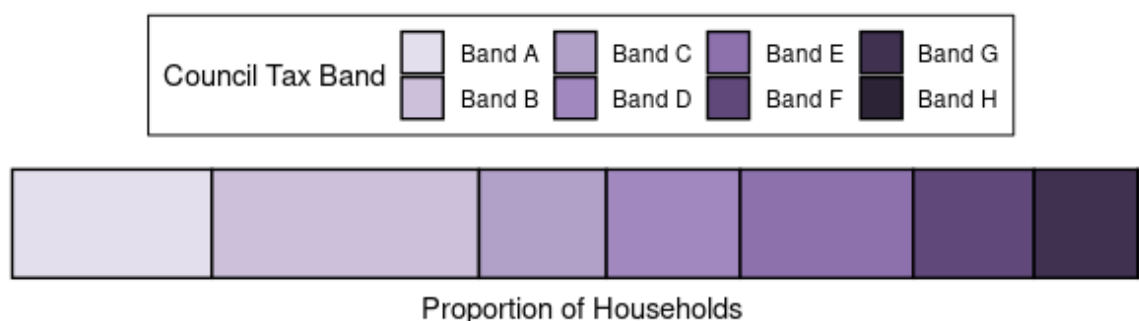 Council Tax Band
Band A
Band C
Band E
Band G
Band B
Band D
Band F
Band H
Proportion of Households